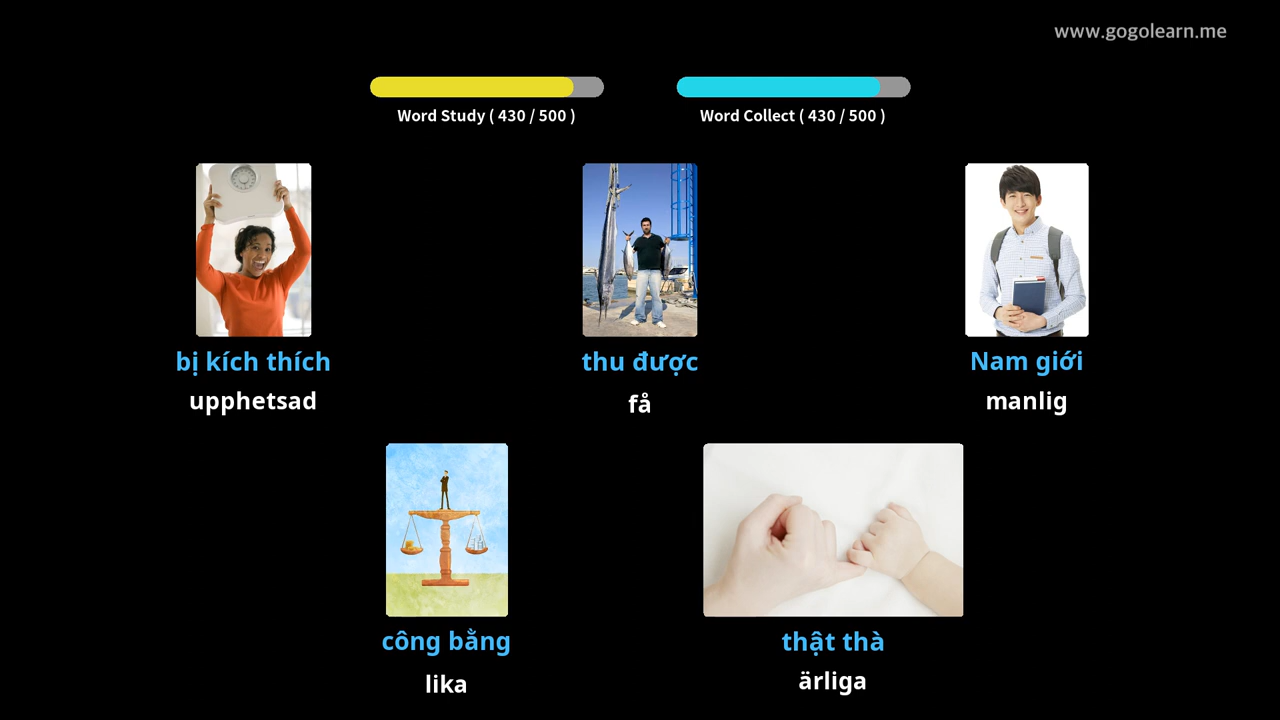 www.gogolearn.me
Word Study ( 430 / 500 )
Word Collect ( 430 / 500 )
bị kích thích
upphetsad
thu được
få
Nam giới
manlig
công bằng
lika
thật thà
ärliga